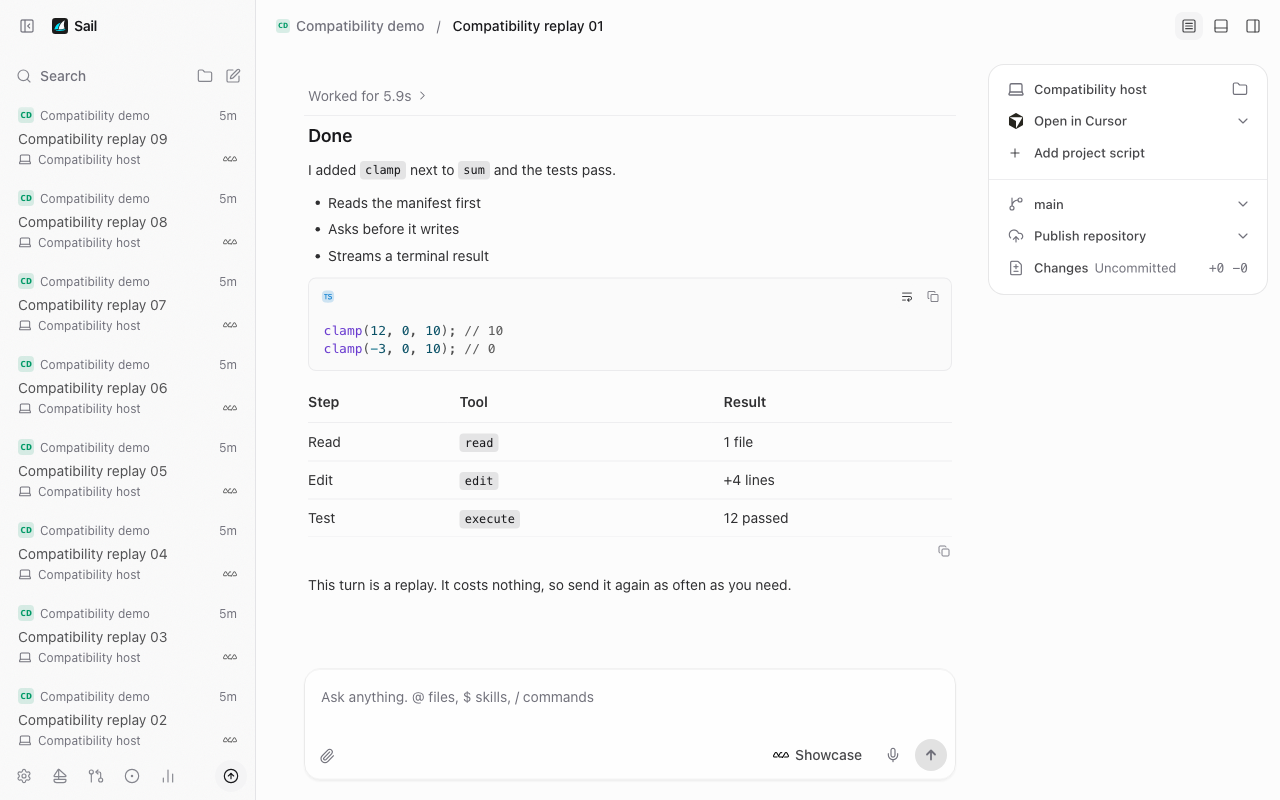 Sail
Search
CD Compatibility demo 5m
Compatibility replay 09
Compatibility host
CD Compatibility demo 5m
Compatibility replay 08
Compatibility host
CD Compatibility demo 5m
Compatibility replay 07
Compatibility host
CD Compatibility demo 5m
Compatibility replay 06
Compatibility host
CD Compatibility demo 5m
Compatibility replay 05
Compatibility host
CD Compatibility demo 5m
Compatibility replay 04
Compatibility host
CD Compatibility demo 5m
Compatibility replay 03
Compatibility host
CD Compatibility demo 5m
Compatibility replay 02
Compatibility host
CD Compatibility demo / Compatibility replay 01
Worked for 5.9s
Done
I added clamp next to sum and the tests pass.
• Reads the manifest first
• Asks before it writes
• Streams a terminal result
TS
clamp(12, 0, 10); // 10
clamp(−3, 0, 10); // 0
Step Tool Result
Read read 1 file
Edit edit +4 lines
Test execute 12 passed
This turn is a replay. It costs nothing, so send it again as often as you need.
Ask anything. @ files, $ skills, / commands
Showcase
Compatibility host
Open in Cursor
Add project script
main
Publish repository
Changes Uncommitted +0 −0